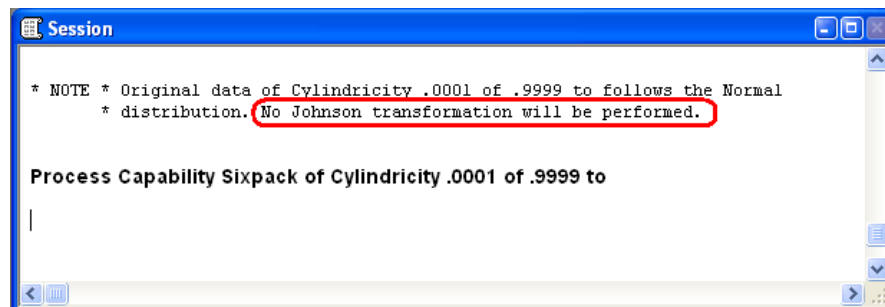 Session
* NOTE * Original data of Cylindricity .0001 of .9999 to follows the Normal
* distribution. No Johnson transformation will be performed.
Process Capability Sixpack of Cylindricity .0001 of .9999 to